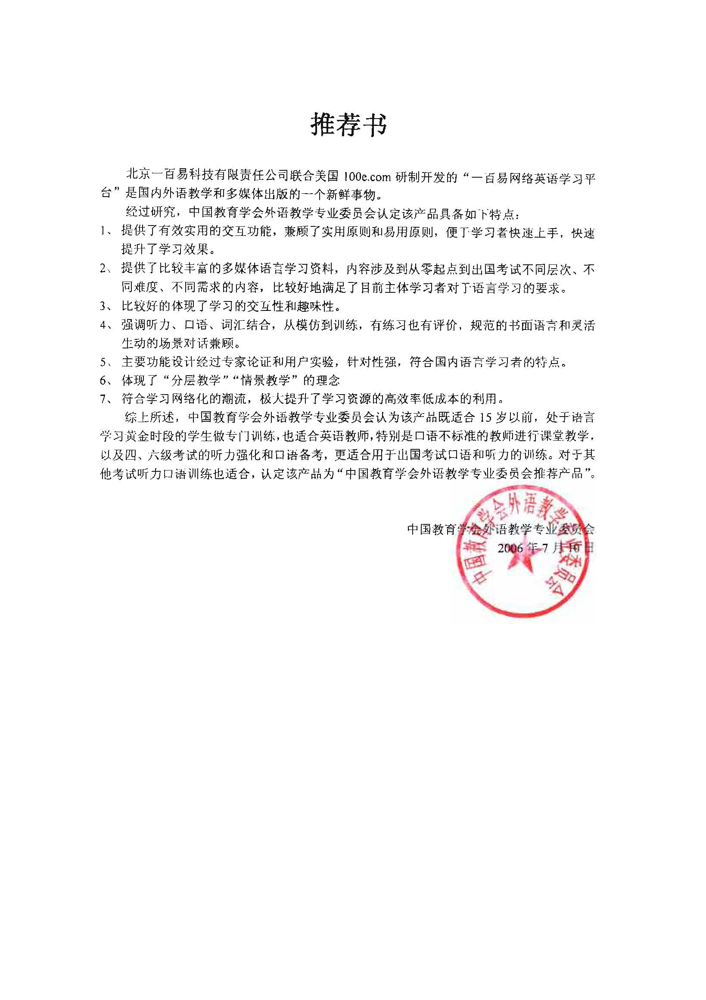 推荐书
北京一百易科技有限责任公司联合美国 100e.com 研制开发的“一百易网络英语学习平
台”是国内外语教学和多媒体出版的一个新鲜事物。
经过研究，中国教育学会外语教学专业委员会认定该产品具备如下特点：
1、 提供了有效实用的交互功能，兼顾了实用原则和易用原则，便于学习者快速上手，快速
提升了学习效果。
2、 提供了比较丰富的多媒体语言学习资料，内容涉及到从零起点到出国考试不同层次、不
同难度、不同需求的内容，比较好地满足了目前主体学习者对于语言学习的要求。
3、 比较好的体现了学习的交互性和趣味性。
4、 强调听力、口语、词汇结合，从模仿到训练，有练习也有评价，规范的书面语言和灵活
生动的场景对话兼顾。
5、 主要功能设计经过专家论证和用户实验，针对性强，符合国内语言学习者的特点。
6、 体现了“分层教学”“情景教学”的理念
7、 符合学习网络化的潮流，极大提升了学习资源的高效率低成本的利用。
综上所述，中国教育学会外语教学专业委员会认为该产品既适合 15 岁以前，处于语言
学习黄金时段的学生做专门训练，也适合英语教师，特别是口语不标准的教师进行课堂教学，
以及四、六级考试的听力强化和口语备考，更适合用于出国考试口语和听力的训练。对于其
他考试听力口语训练也适合，认定该产品为“中国教育学会外语教学专业委员会推荐产品”。
中国教育学会外语教学专业委员会
2006 年 7 月 10 日
中国教育学会外语教学专业委员会